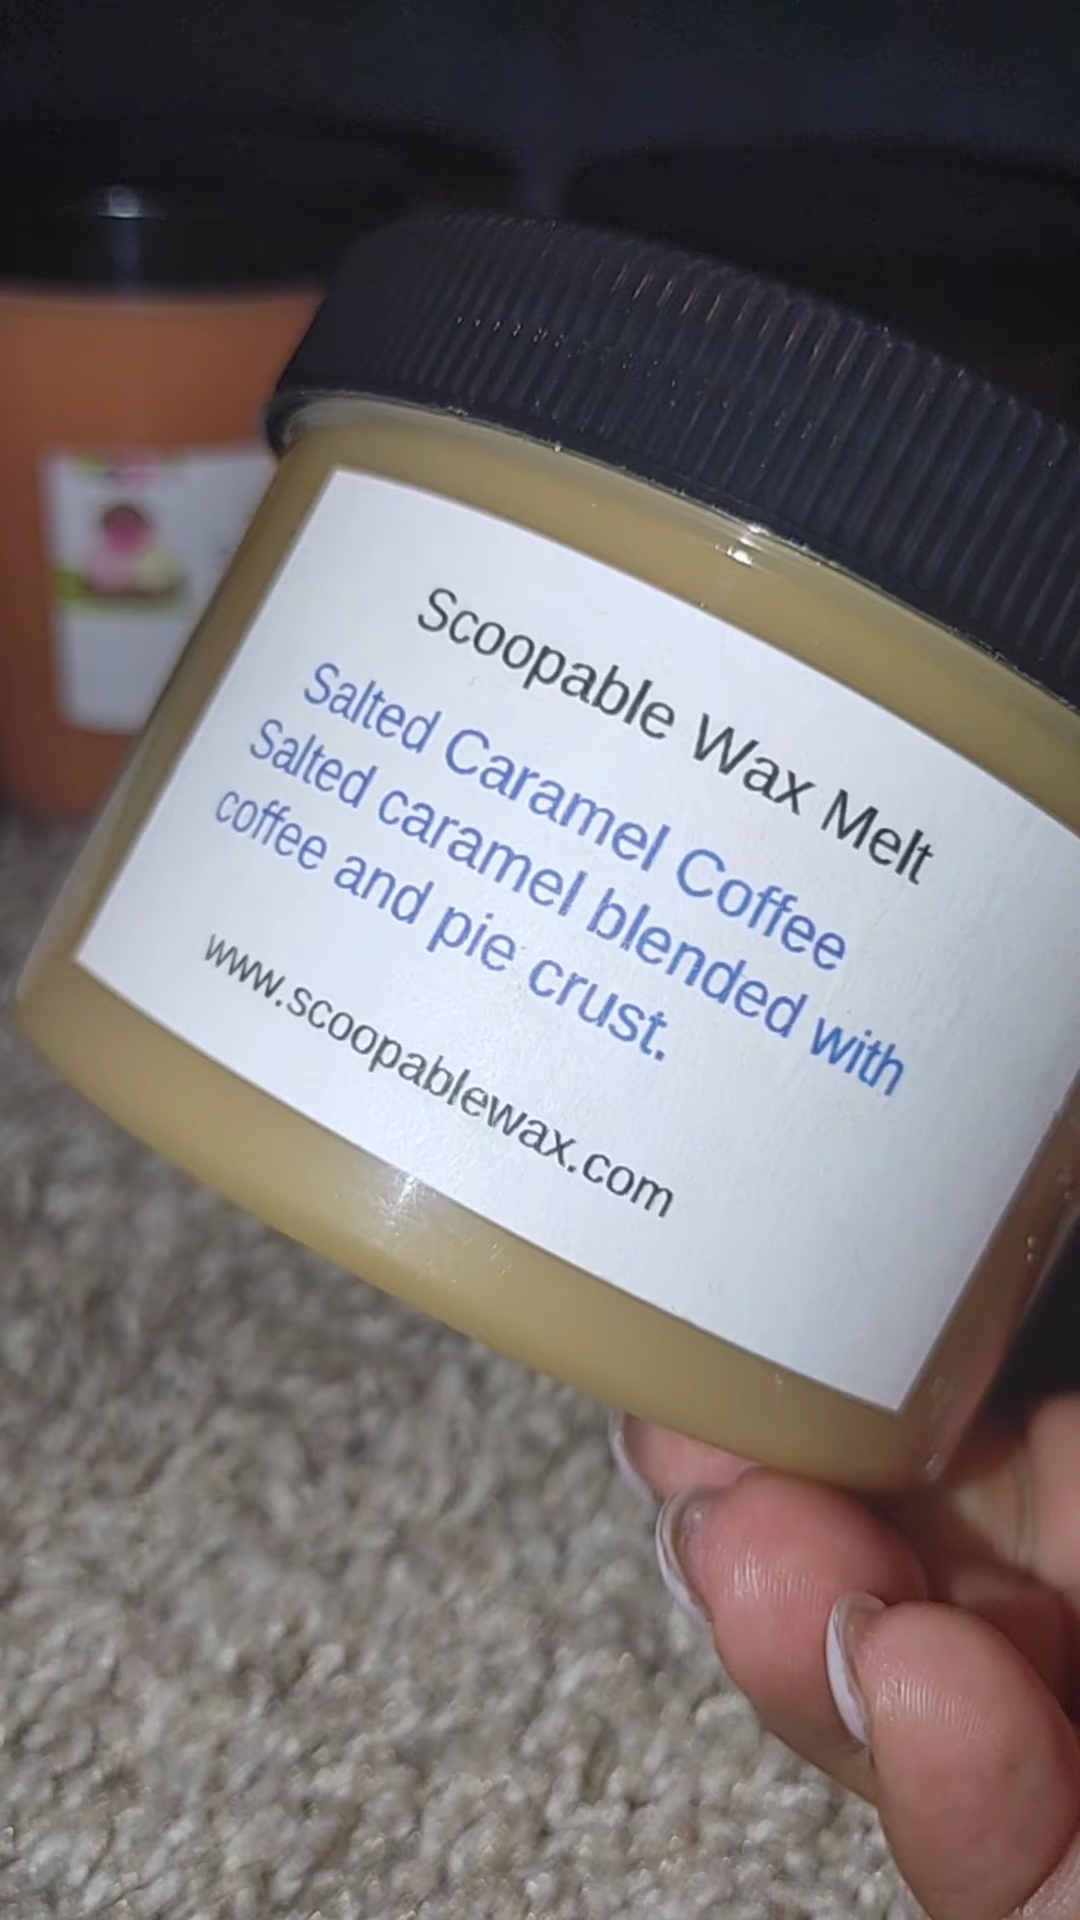 Scoopable Wax Melt
Salted Caramel Coffee
Salted caramel blended with
coffee and pie crust.
www.scoopablewax.com